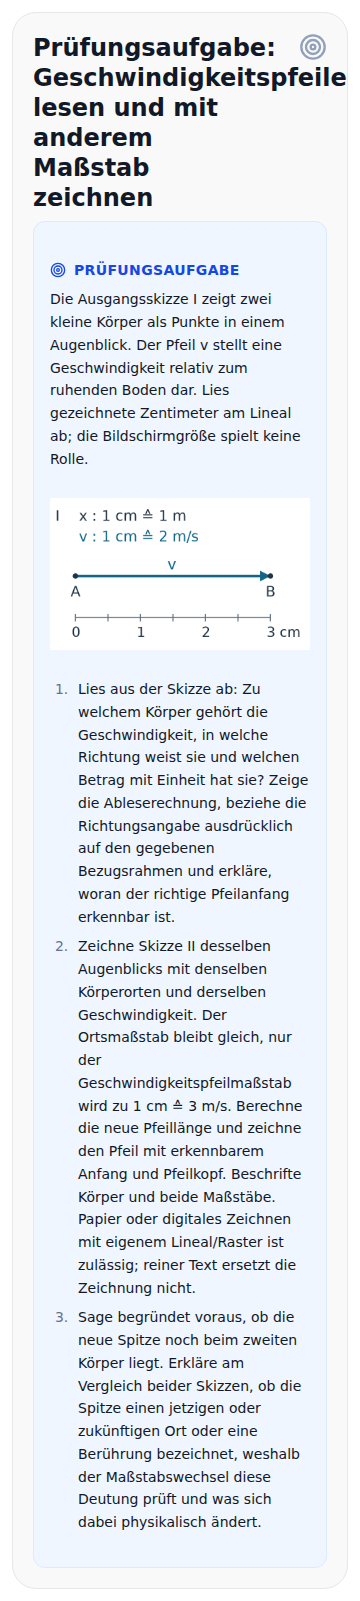 Prüfungsaufgabe:
Geschwindigkeitspfeile
lesen und mit
anderem
Maßstab
zeichnen
PRÜFUNGSAUFGABE
Die Ausgangsskizze I zeigt zwei
kleine Körper als Punkte in einem
Augenblick. Der Pfeil v stellt eine
Geschwindigkeit relativ zum
ruhenden Boden dar. Lies
gezeichnete Zentimeter am Lineal
ab; die Bildschirmgröße spielt keine
Rolle.
I x : 1 cm ≙ 1 m
v : 1 cm ≙ 2 m/s
v
A B
0 1 2 3 cm
1. Lies aus der Skizze ab: Zu
welchem Körper gehört die
Geschwindigkeit, in welche
Richtung weist sie und welchen
Betrag mit Einheit hat sie? Zeige
die Ableserechnung, beziehe die
Richtungsangabe ausdrücklich
auf den gegebenen
Bezugsrahmen und erkläre,
woran der richtige Pfeilanfang
erkennbar ist.
2. Zeichne Skizze II desselben
Augenblicks mit denselben
Körperorten und derselben
Geschwindigkeit. Der
Ortsmaßstab bleibt gleich, nur
der
Geschwindigkeitspfeilmaßstab
wird zu 1 cm ≙ 3 m/s. Berechne
die neue Pfeillänge und zeichne
den Pfeil mit erkennbarem
Anfang und Pfeilkopf. Beschrifte
Körper und beide Maßstäbe.
Papier oder digitales Zeichnen
mit eigenem Lineal/Raster ist
zulässig; reiner Text ersetzt die
Zeichnung nicht.
3. Sage begründet voraus, ob die
neue Spitze noch beim zweiten
Körper liegt. Erkläre am
Vergleich beider Skizzen, ob die
Spitze einen jetzigen oder
zukünftigen Ort oder eine
Berührung bezeichnet, weshalb
der Maßstabswechsel diese
Deutung prüft und was sich
dabei physikalisch ändert.